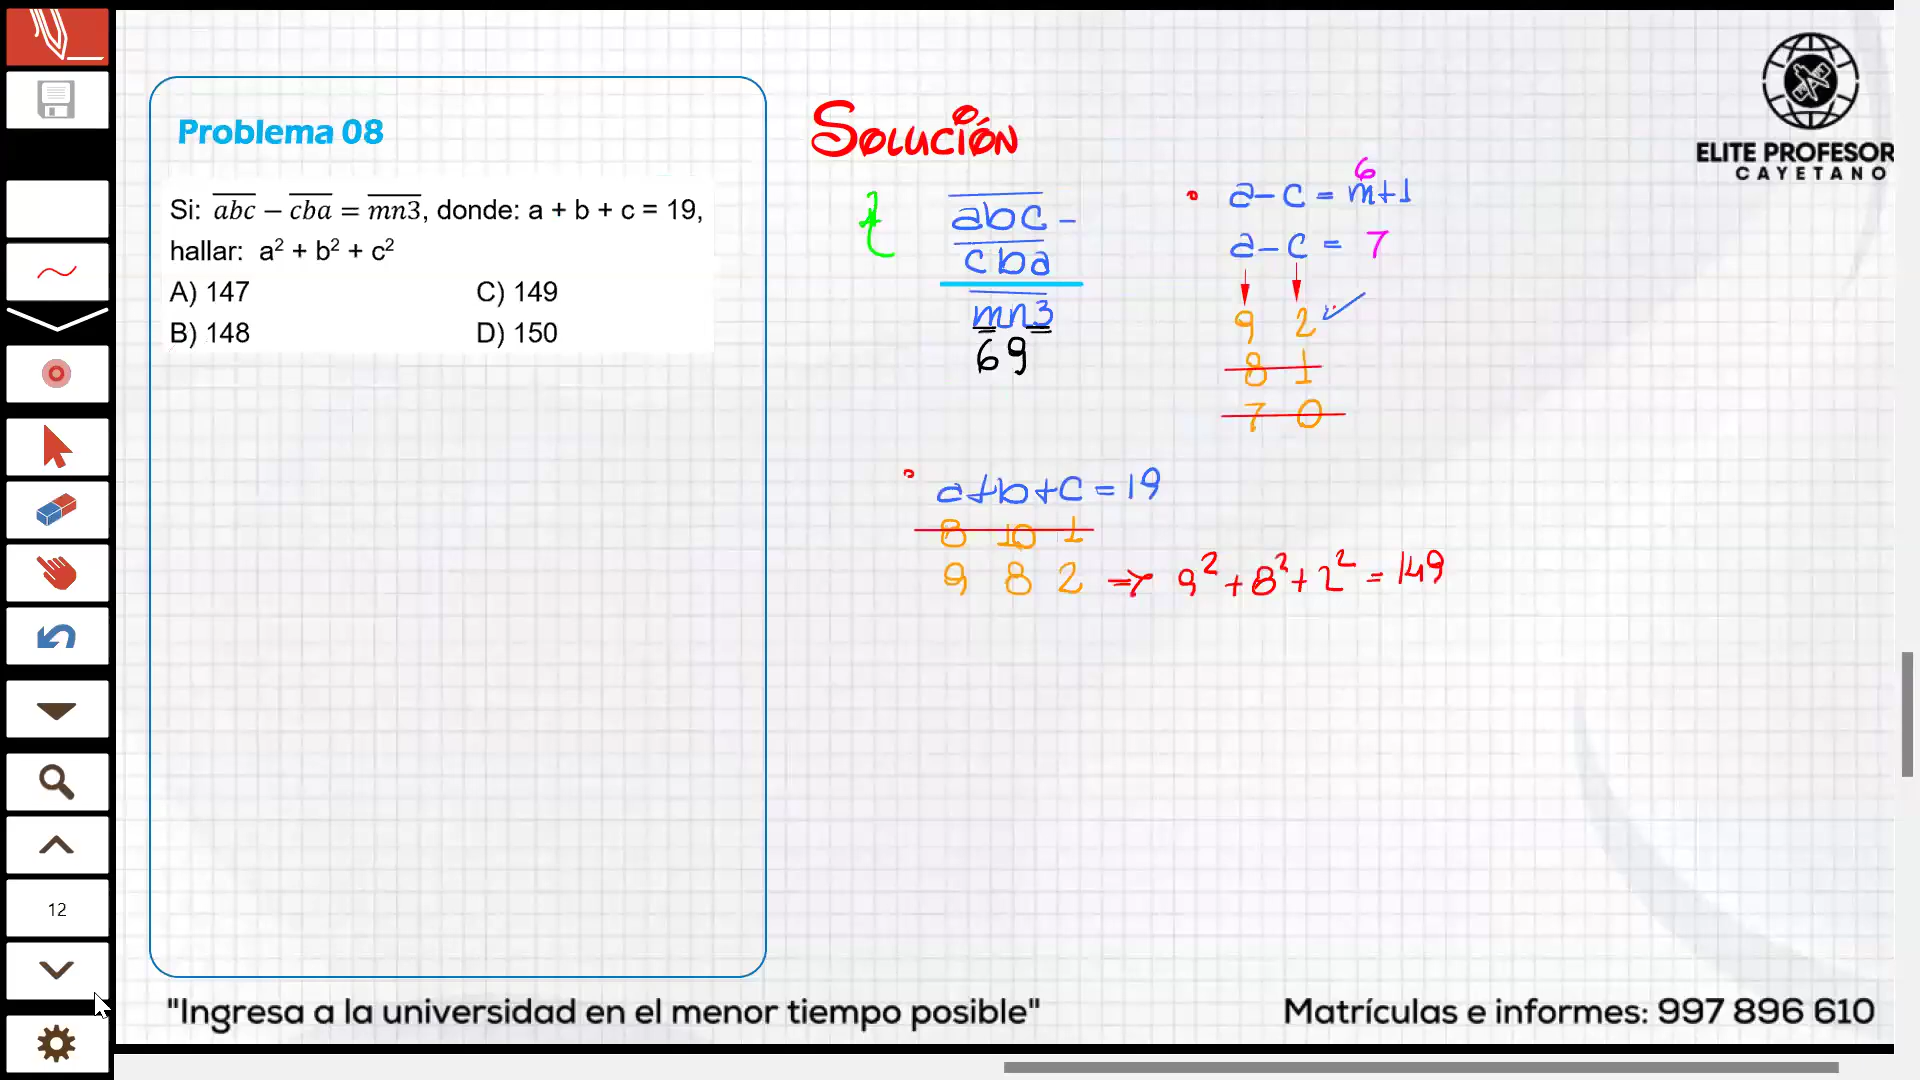 Problema 08
Si: abc − cba = mn3, donde: a + b + c = 19,
hallar: a² + b² + c²
A) 147
C) 149
B) 148
D) 150
SOLUCIÓN
abc −
cba
mn3
69
6
a−c = m+1
a−c = 7
9 2
8 1
7 0
a+b+c = 19
8 10 1
9 8 2 ⇒ 9² + 8² + 2² = 149
ELITE PROFESOR
CAYETANO
12
"Ingresa a la universidad en el menor tiempo posible"
Matrículas e informes: 997 896 610